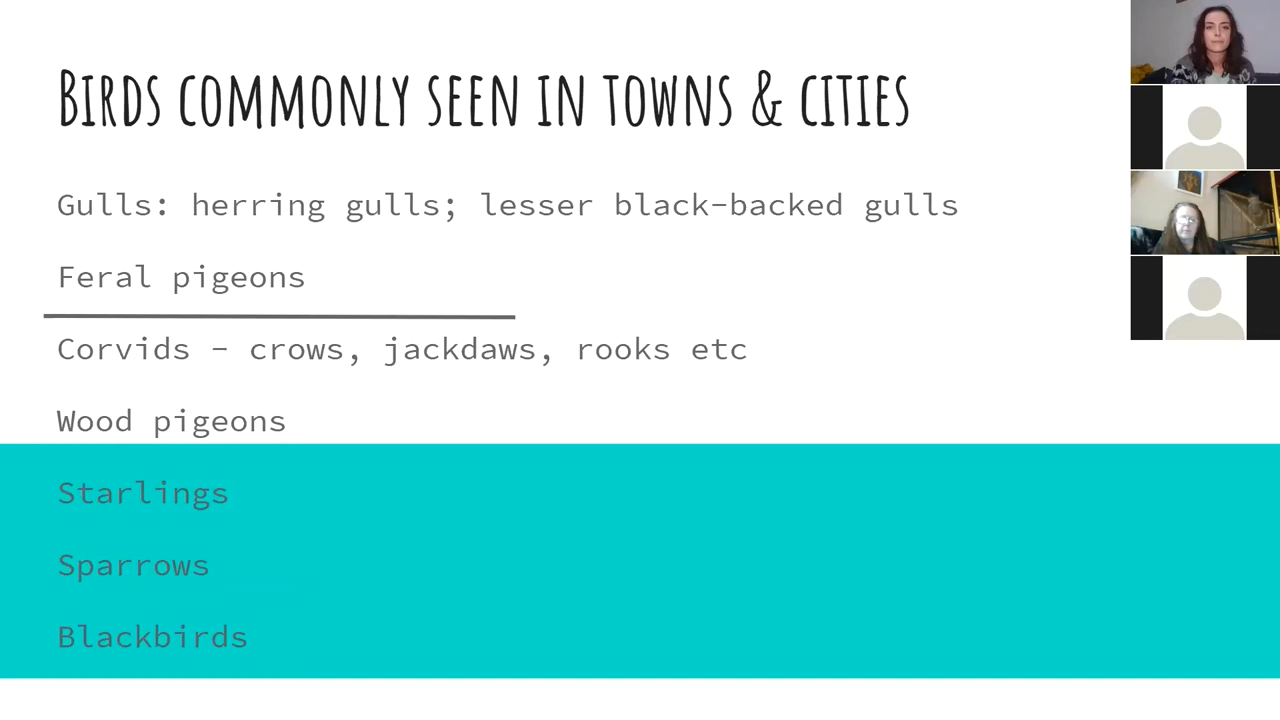 Birds commonly seen in towns & cities
Gulls: herring gulls; lesser black-backed gulls
Feral pigeons
Corvids - crows, jackdaws, rooks etc
Wood pigeons
Starlings
Sparrows
Blackbirds